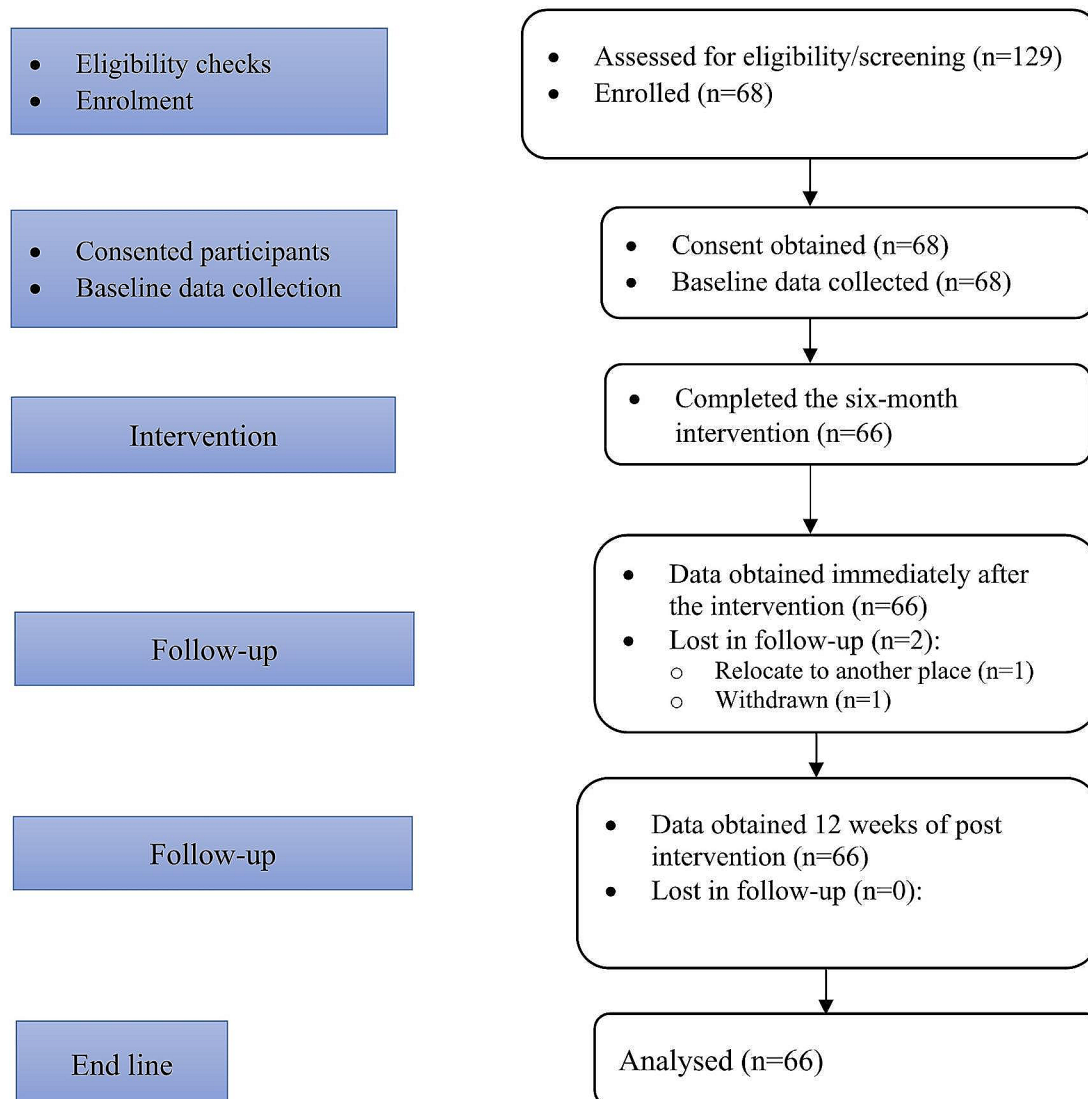 • Eligibility checks
• Enrolment
• Assessed for eligibility/screening (n=129)
• Enrolled (n=68)
• Consented participants
• Baseline data collection
• Consent obtained (n=68)
• Baseline data collected (n=68)
Intervention
• Completed the six-month
intervention (n=66)
Follow-up
• Data obtained immediately after
the intervention (n=66)
• Lost in follow-up (n=2):
o Relocate to another place (n=1)
o Withdrawn (n=1)
Follow-up
• Data obtained 12 weeks of post
intervention (n=66)
• Lost in follow-up (n=0):
End line
Analysed (n=66)